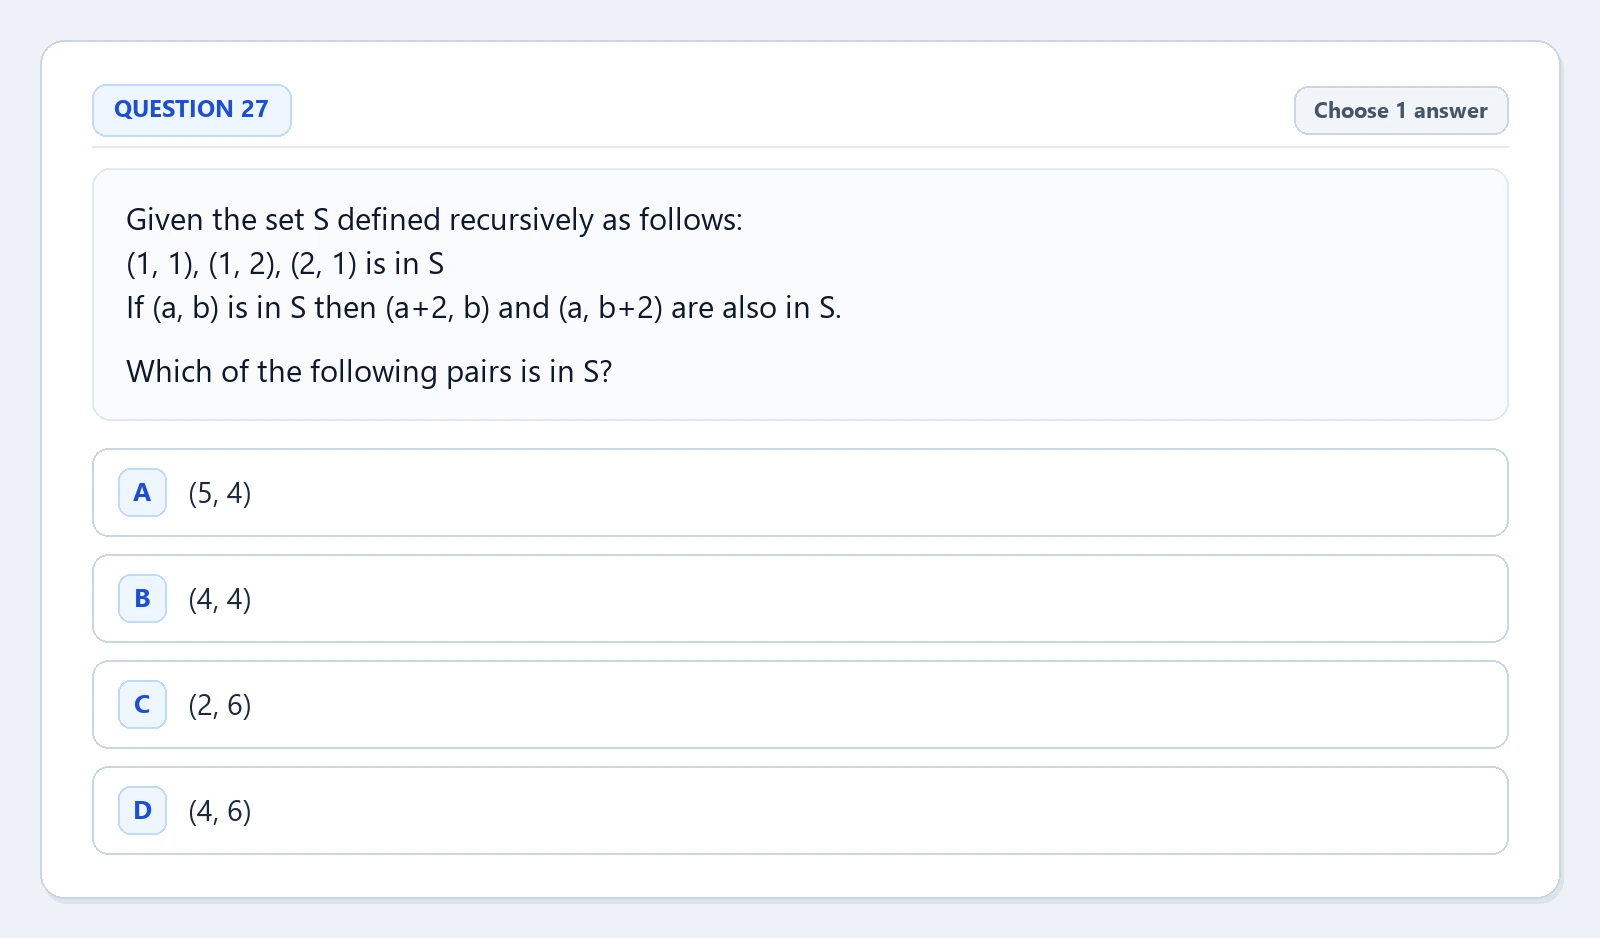 QUESTION 27
Choose 1 answer
Given the set S defined recursively as follows:
(1, 1), (1, 2), (2, 1) is in S
If (a, b) is in S then (a+2, b) and (a, b+2) are also in S.
Which of the following pairs is in S?
A (5, 4)
B (4, 4)
C (2, 6)
D (4, 6)